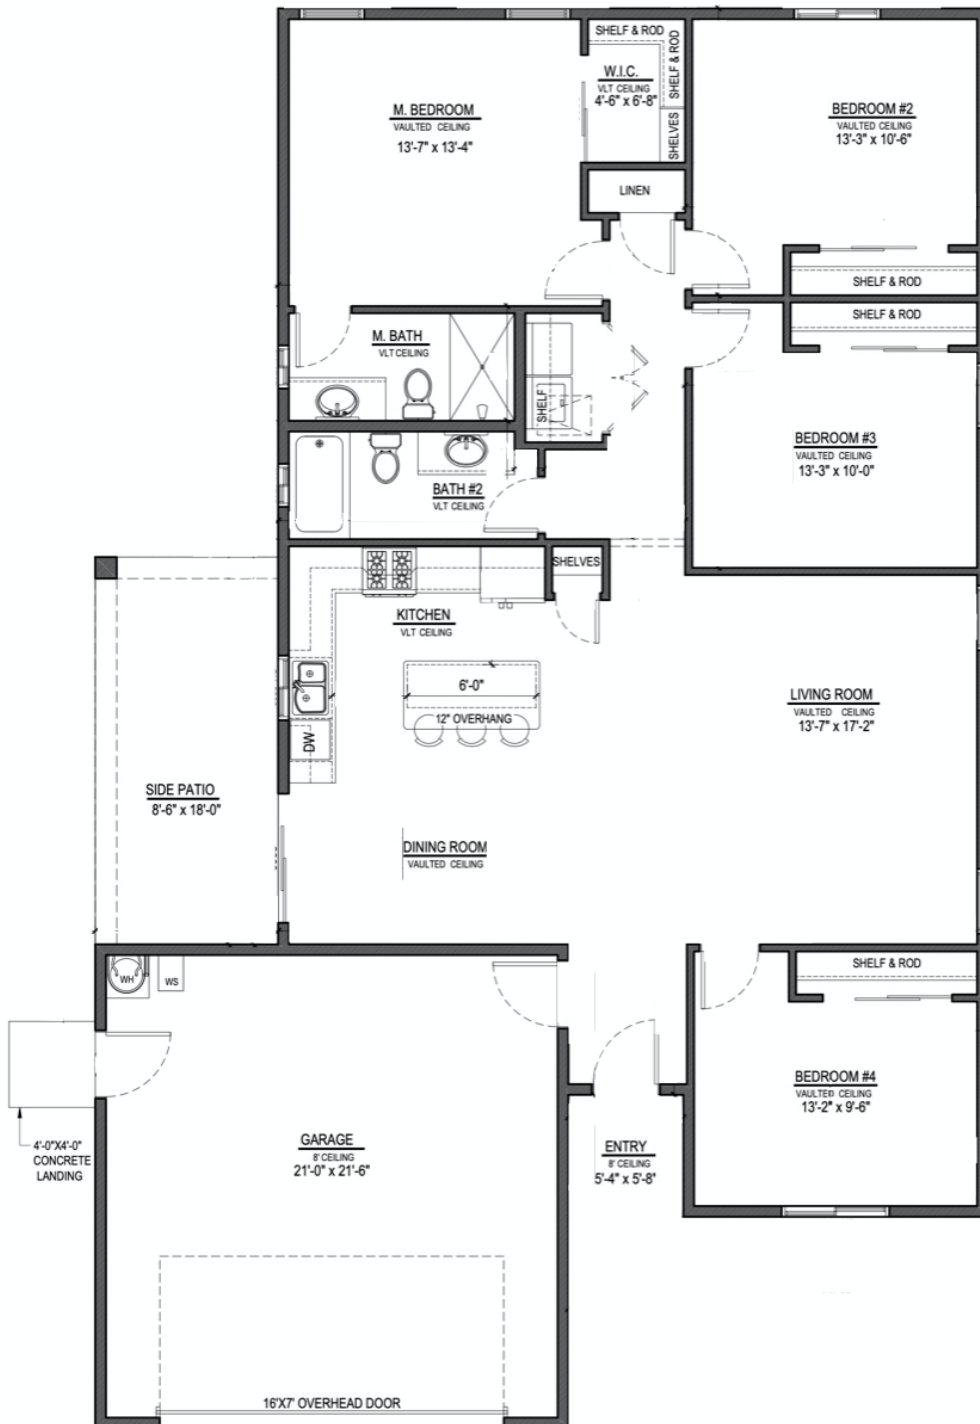 SHELF & ROD
SHELF & ROD
SHELVES
W.I.C.
VLT CEILING
4'-6" x 6'-8"
M. BEDROOM
VAULTED CEILING
13'-7" x 13'-4"
BEDROOM #2
VAULTED CEILING
13'-3" x 10'-6"
LINEN
SHELF & ROD
SHELF & ROD
M. BATH
VLT CEILING
SHELF
BEDROOM #3
VAULTED CEILING
13'-3" x 10'-0"
BATH #2
VLT CEILING
SHELVES
KITCHEN
VLT CEILING
6'-0"
12" OVERHANG
DW
LIVING ROOM
VAULTED CEILING
13'-7" x 17'-2"
SIDE PATIO
8'-6" x 18'-0"
DINING ROOM
VAULTED CEILING
WH
WS
SHELF & ROD
BEDROOM #4
VAULTED CEILING
13'-2" x 9'-6"
4'-0"X4'-0"
CONCRETE
LANDING
GARAGE
8' CEILING
21'-0" x 21'-6"
ENTRY
8' CEILING
5'-4" x 5'-8"
16'X7' OVERHEAD DOOR